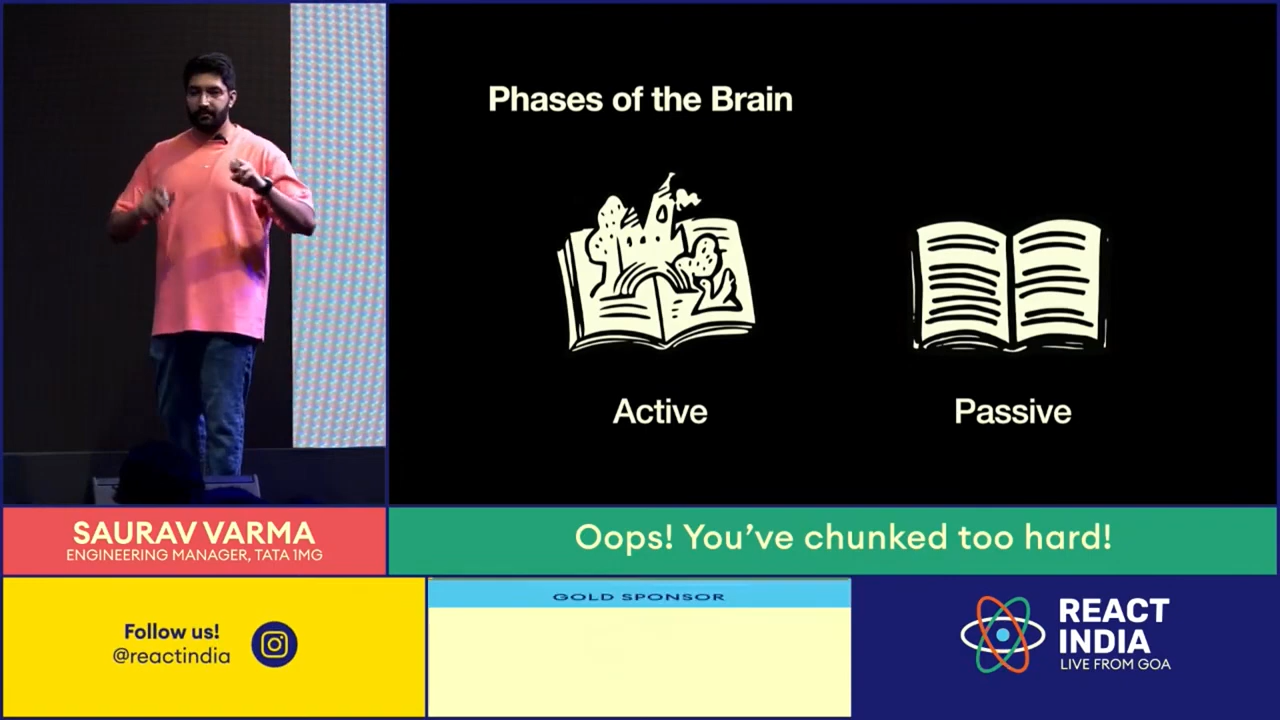 Phases of the Brain
Active
Passive
SAURAV VARMA
ENGINEERING MANAGER, TATA 1MG
Oops! You’ve chunked too hard!
Follow us!
@reactindia
GOLD SPONSOR
REACT
INDIA
LIVE FROM GOA